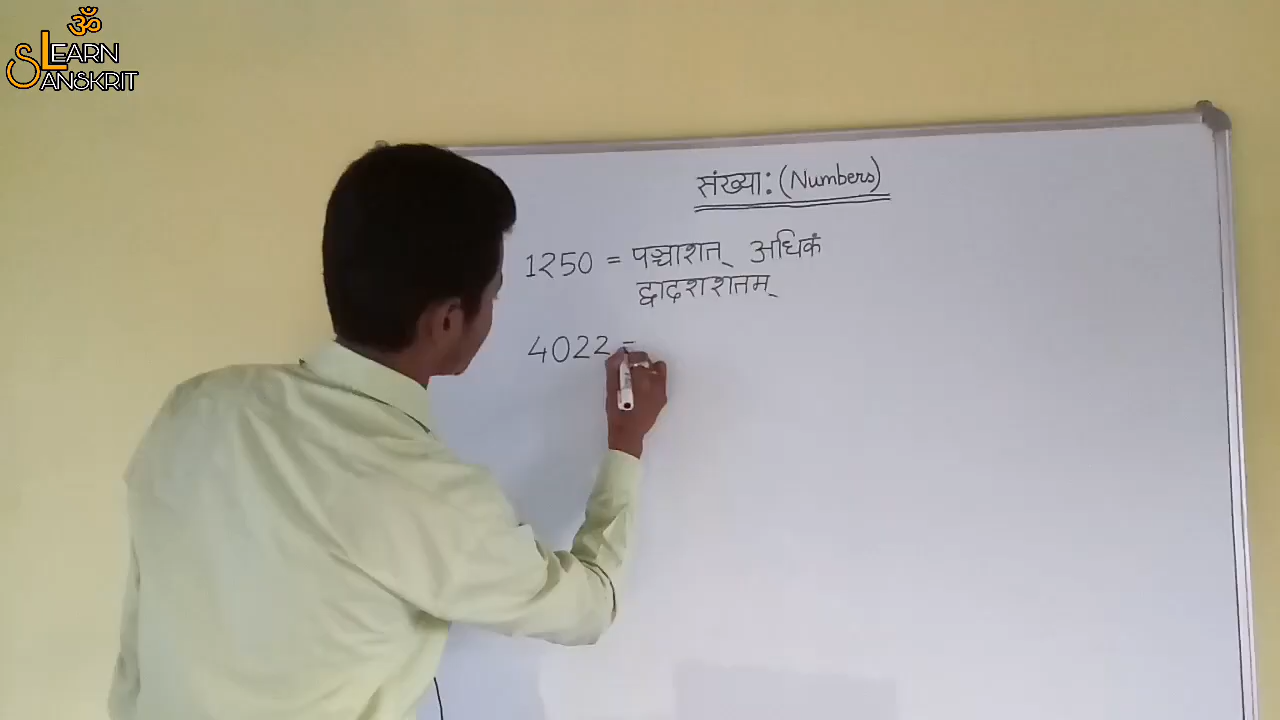 ॐ
LEARN
SANSKRIT
संख्या: (Numbers)
1250 = पञ्चाशत् अधिकं
द्वादशशतम्
4022 =